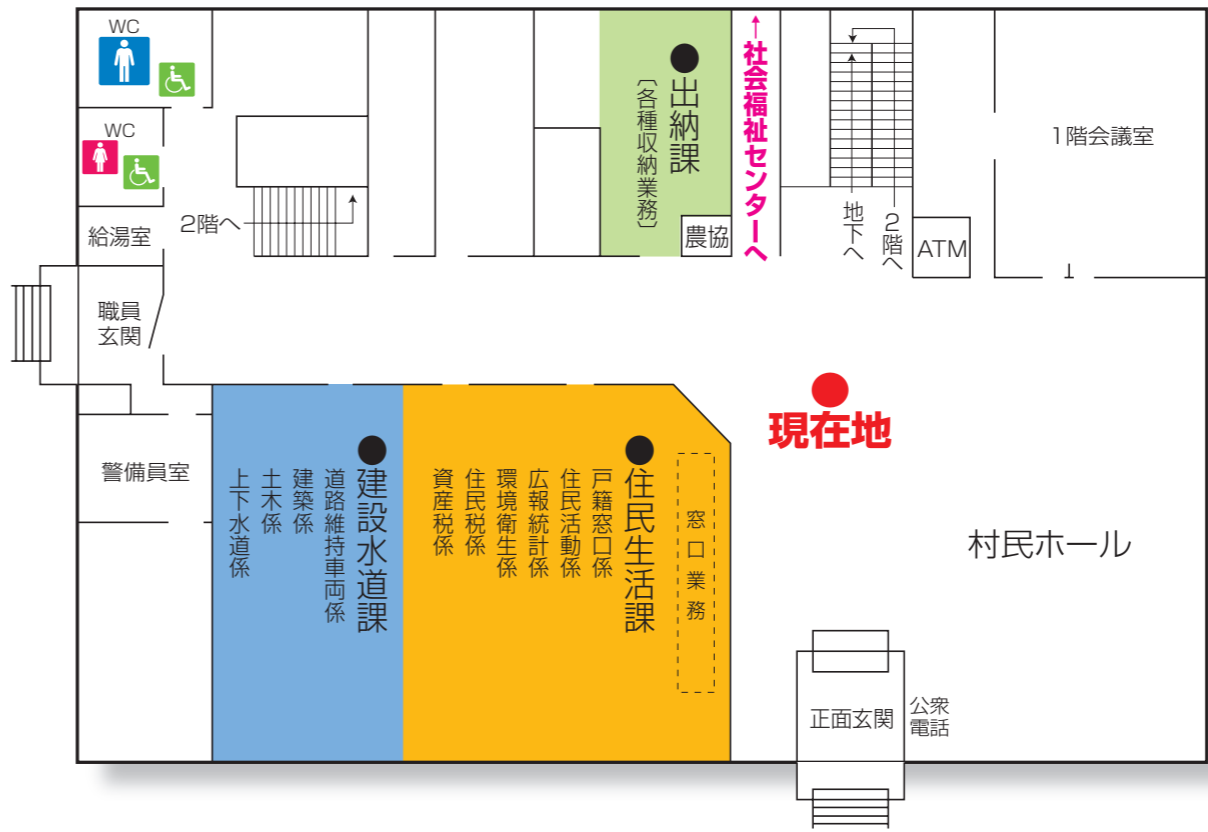 WC
WC
給湯室
2階へ
職員
玄関
警備員室
●出納課
〔各種収納業務〕
農協
↑社会福祉センターへ
地下へ
2階へ
ATM
1階会議室
現在地
●住民生活課
戸籍窓口係
住民活動係
広報統計係
環境衛生係
住民税係
資産税係
窓口業務
●建設水道課
道路維持車両係
建築係
土木係
上下水道係
村民ホール
正面玄関
公衆
電話